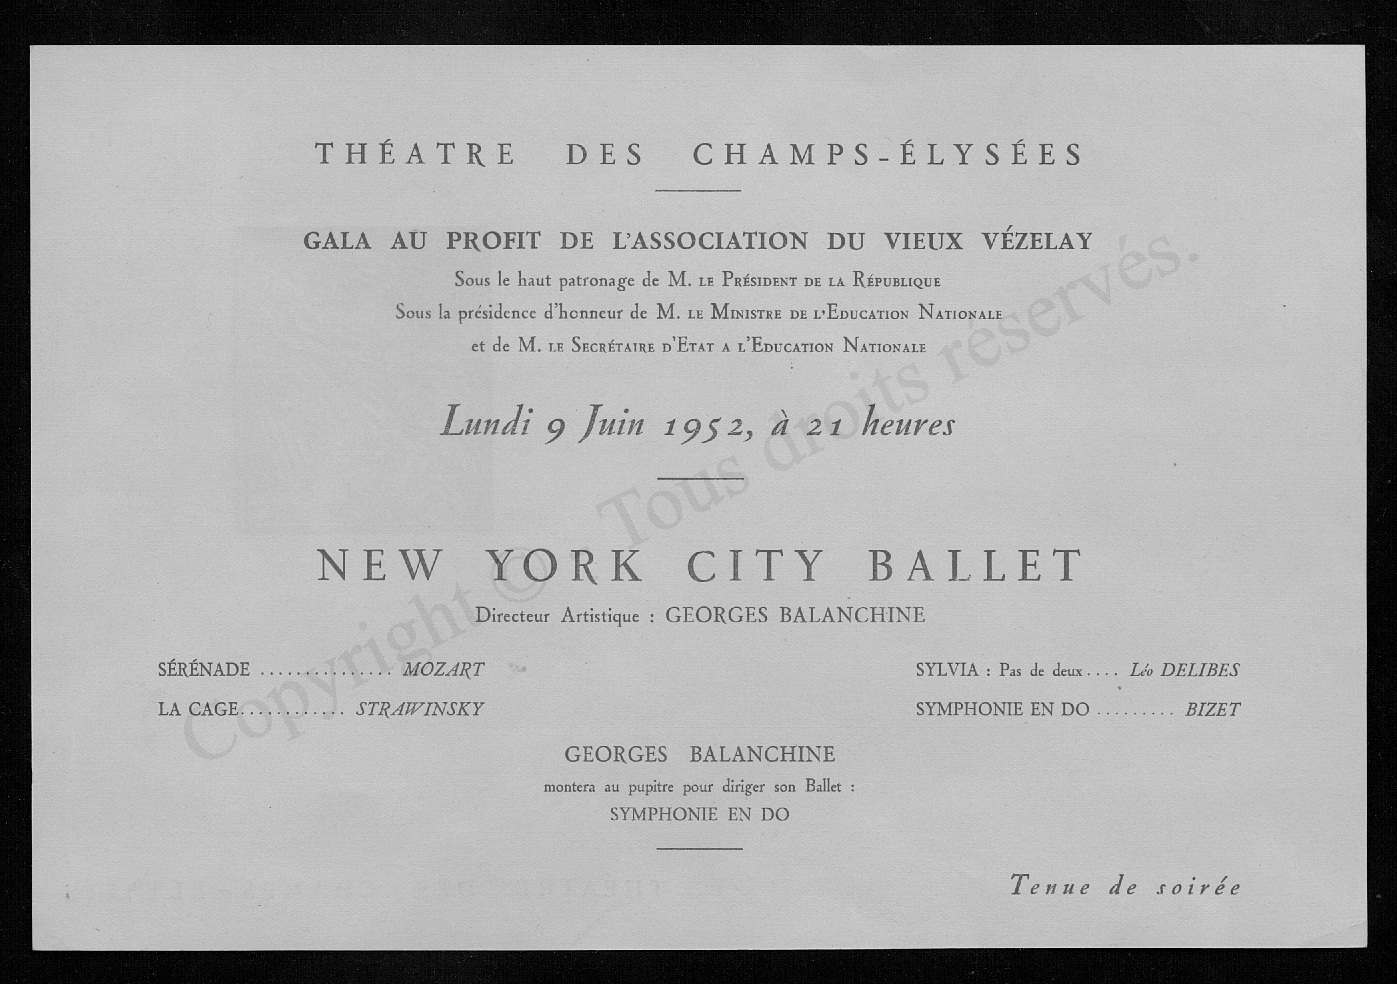 THÉATRE DES CHAMPS-ÉLYSÉES
GALA AU PROFIT DE L'ASSOCIATION DU VIEUX VÉZELAY
Sous le haut patronage de M. LE PRÉSIDENT DE LA RÉPUBLIQUE
Sous la présidence d'honneur de M. LE MINISTRE DE L'EDUCATION NATIONALE
et de M. LE SECRÉTAIRE D'ETAT A L'EDUCATION NATIONALE
Lundi 9 Juin 1952, à 21 heures
NEW YORK CITY BALLET
Directeur Artistique : GEORGES BALANCHINE
SÉRÉNADE ............... MOZART
SYLVIA : Pas de deux.... Léo DELIBES
LA CAGE............ STRAWINSKY
SYMPHONIE EN DO ......... BIZET
GEORGES BALANCHINE
montera au pupitre pour diriger son Ballet :
SYMPHONIE EN DO
Tenue de soirée
Copyright © - Tous droits réservés.